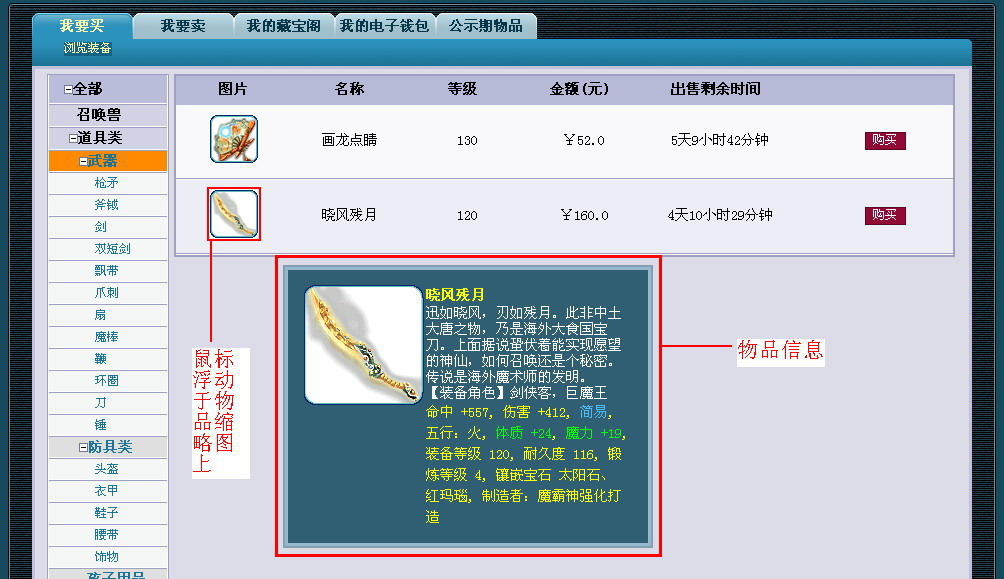 我要买 我要卖 我的藏宝阁 我的电子钱包 公示期物品
浏览装备
全部
召唤兽
道具类
武器
枪矛
斧钺
剑
双短剑
飘带
爪刺
扇
魔棒
鞭
环圈
刀
锤
防具类
头盔
衣甲
鞋子
腰带
饰物
孩子用品
图片 名称 等级 金额(元) 出售剩余时间
画龙点睛 130 ￥52.0 5天9小时42分钟 购买
晓风残月 120 ￥160.0 4天10小时29分钟 购买
鼠标
浮动
于物
品缩
略图
上
晓风残月
迅如晓风，刃如残月。此非中土
大唐之物，乃是海外大食国宝
刀。上面据说蛰伏着能实现愿望
的神仙，如何召唤还是个秘密。
传说是海外魔术师的发明。
【装备角色】剑侠客，巨魔王
命中 +557, 伤害 +412, 简易,
五行：火, 体质 +24, 魔力 +19,
装备等级 120, 耐久度 116, 锻
炼等级 4, 镶嵌宝石 太阳石、
红玛瑙, 制造者：魔霸神强化打
造
物品信息